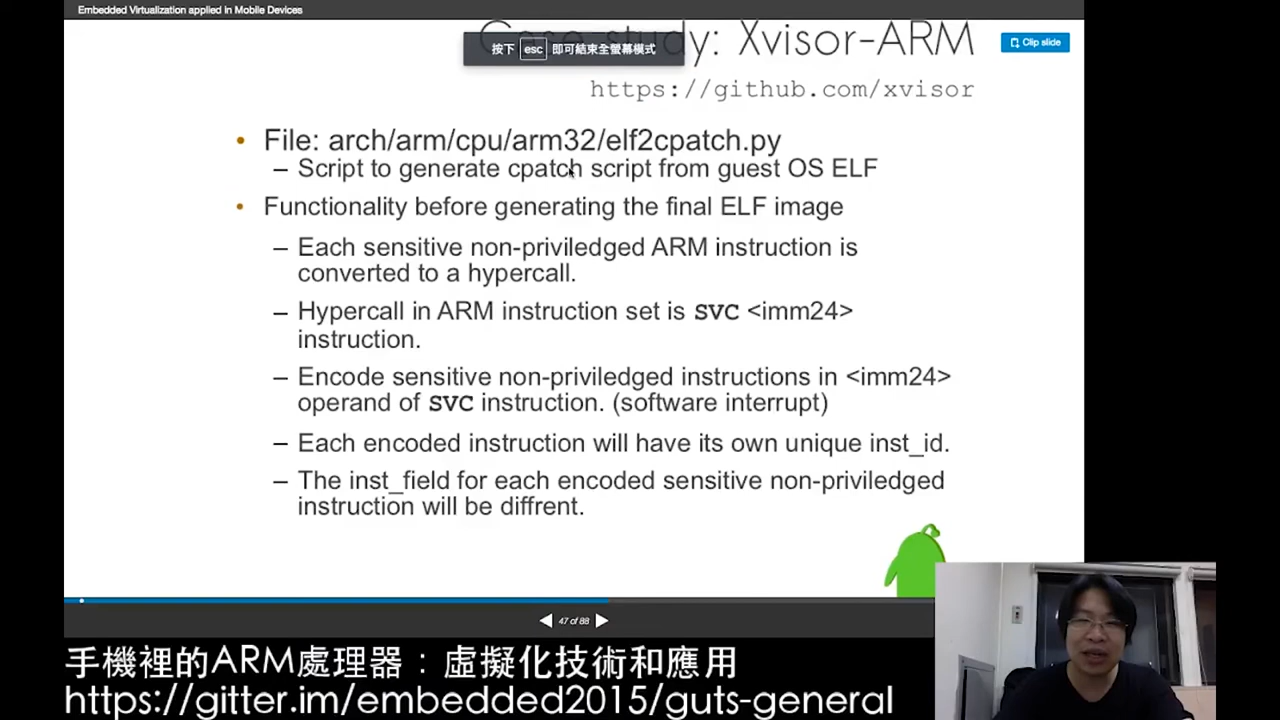 Embedded Virtualization applied in Mobile Devices
study: Xvisor-ARM
按下 esc 即可結束全螢幕模式
Clip slide
https://github.com/xvisor
• File: arch/arm/cpu/arm32/elf2cpatch.py
– Script to generate cpatch script from guest OS ELF
• Functionality before generating the final ELF image
– Each sensitive non-priviledged ARM instruction is
converted to a hypercall.
– Hypercall in ARM instruction set is SVC <imm24>
instruction.
– Encode sensitive non-priviledged instructions in <imm24>
operand of SVC instruction. (software interrupt)
– Each encoded instruction will have its own unique inst_id.
– The inst_field for each encoded sensitive non-priviledged
instruction will be diffrent.
47 of 88
手機裡的ARM處理器：虛擬化技術和應用
https://gitter.im/embedded2015/guts-general